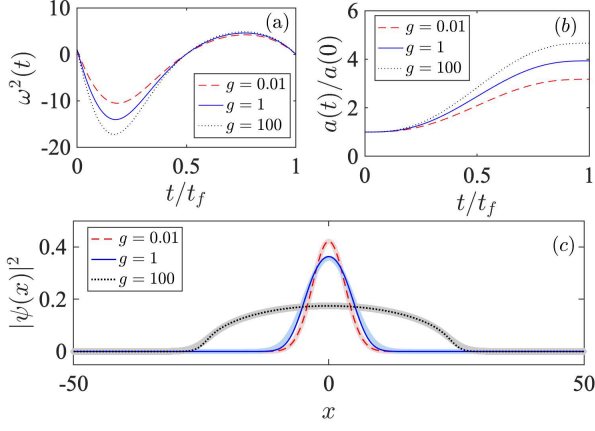 (a)
10
0
-10
-20
ω²(t)
g = 0.01
g = 1
g = 100
0
0.5
1
t/t_f
(b)
6
4
2
0
a(t)/a(0)
g = 0.01
g = 1
g = 100
0
0.5
1
t/t_f
(c)
0.4
0.2
0
|ψ(x)|²
g = 0.01
g = 1
g = 100
-50
0
50
x